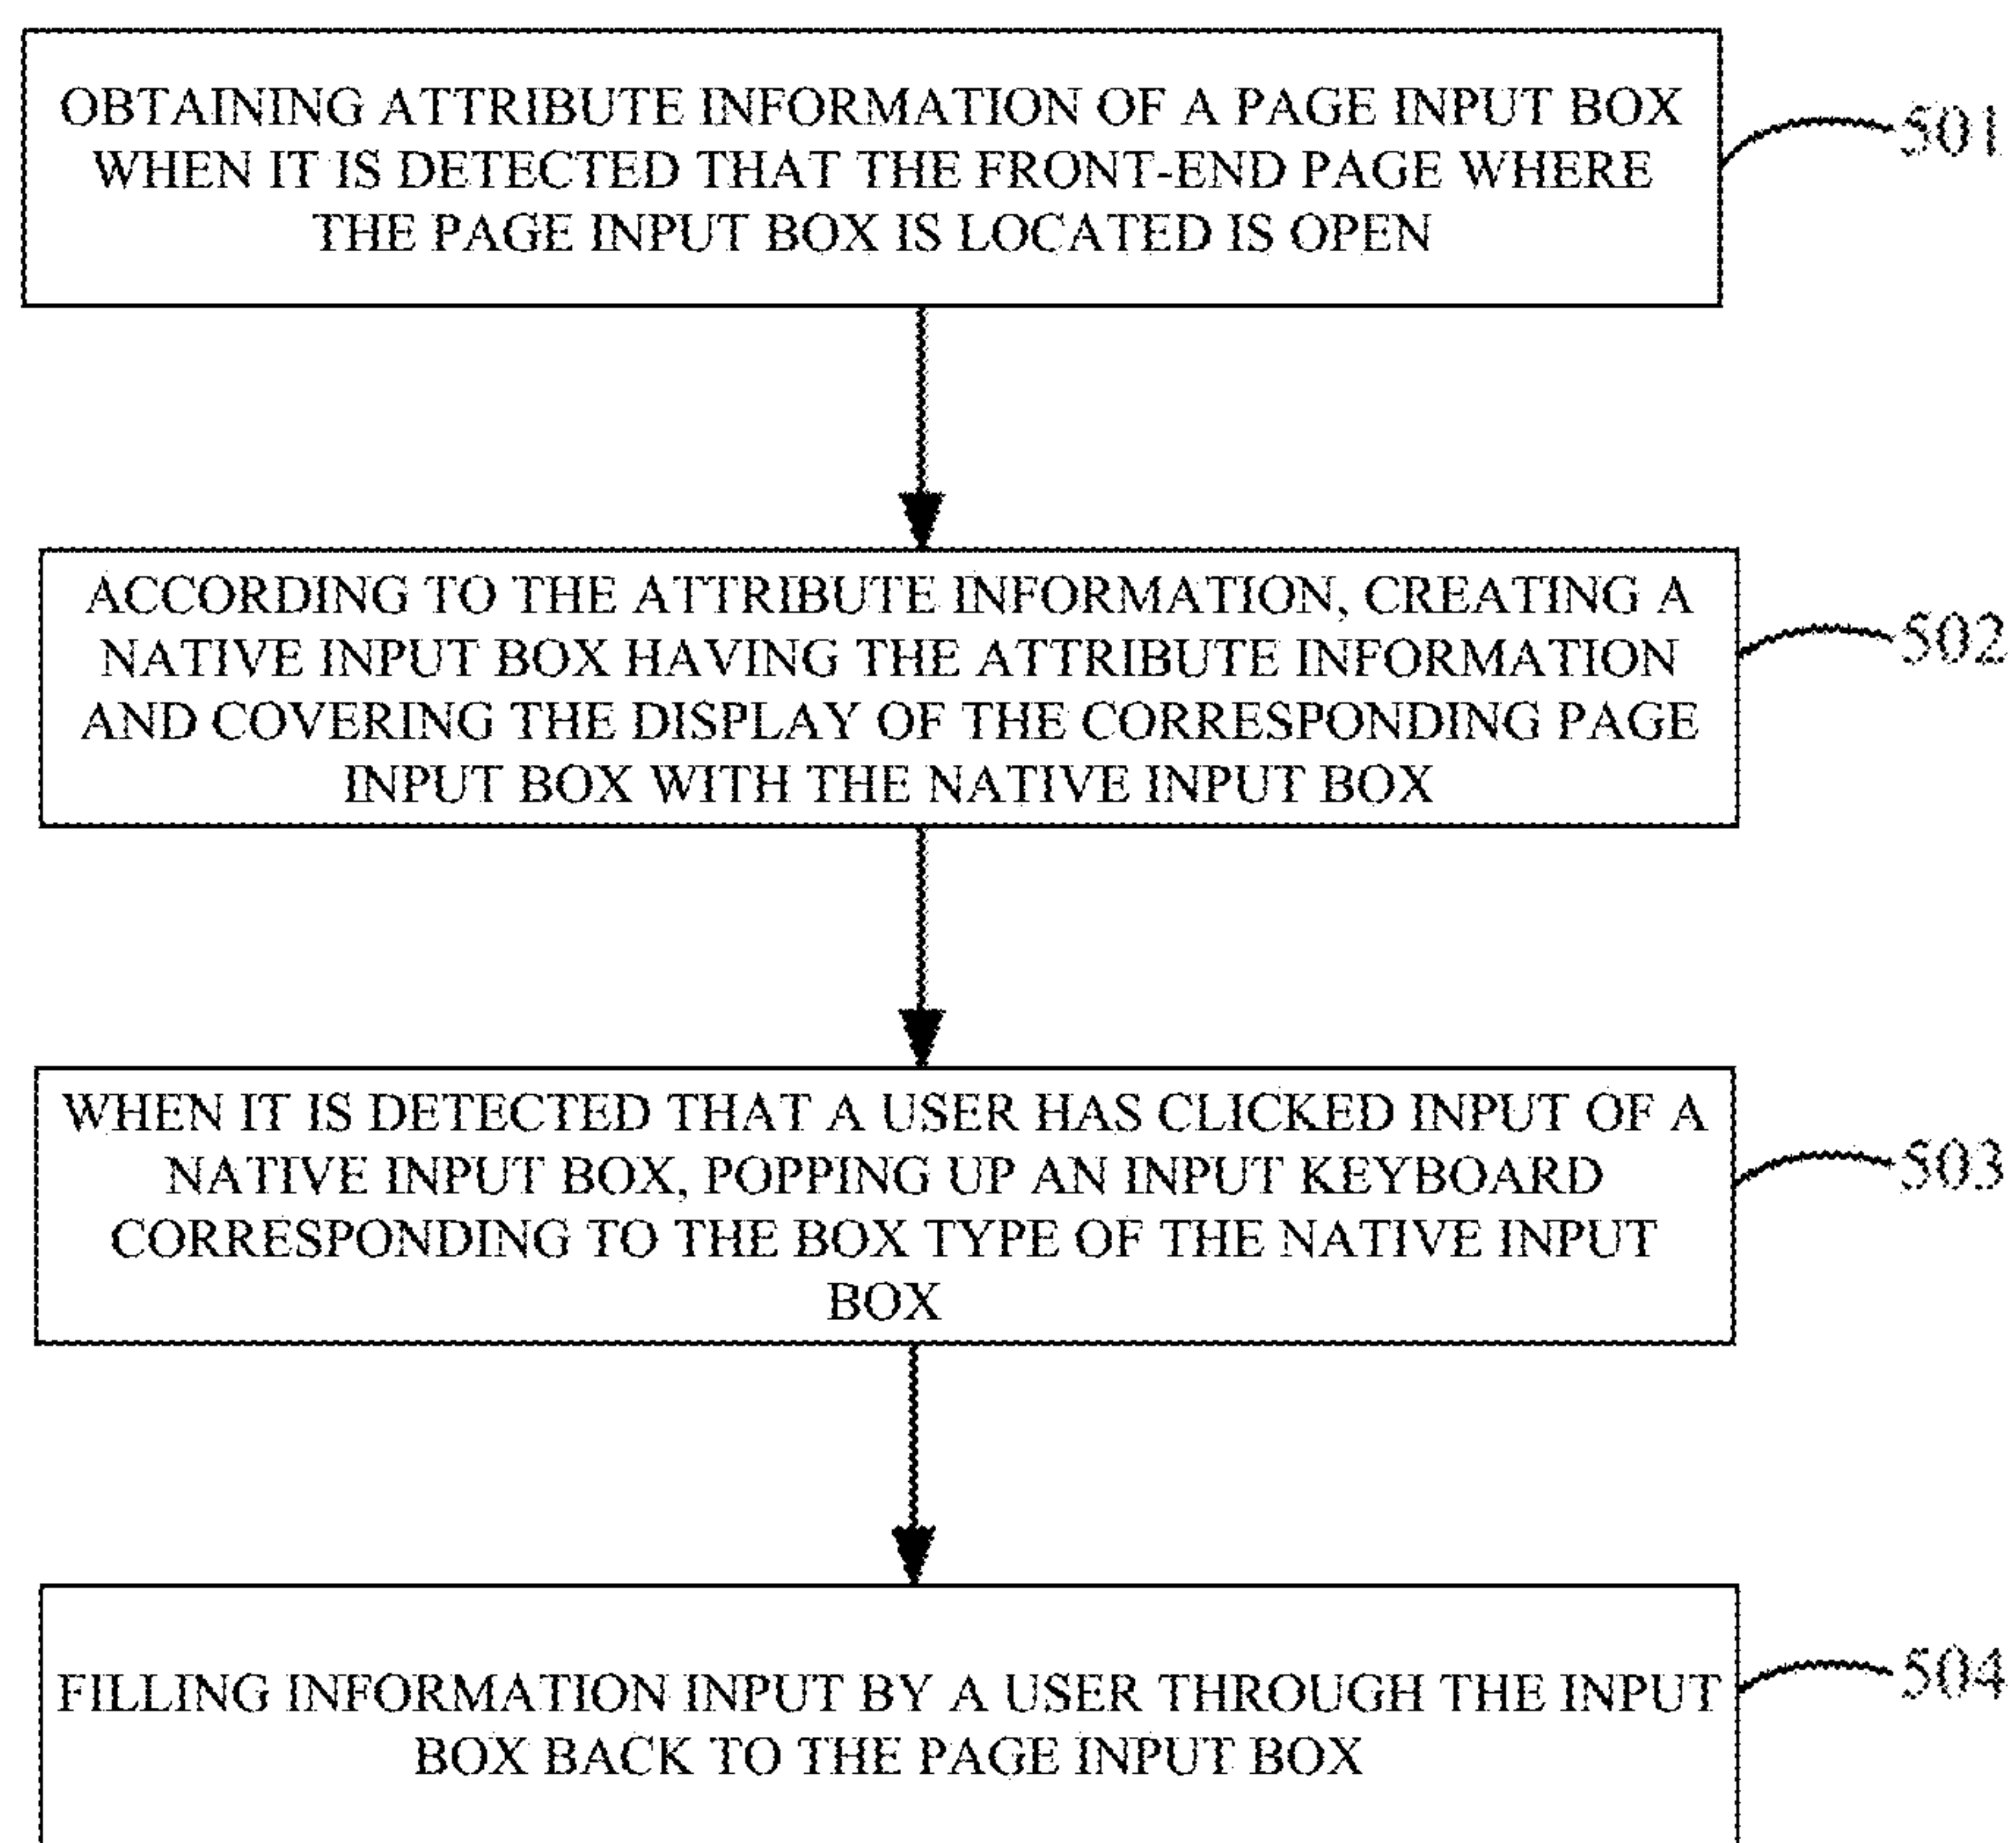 OBTAINING ATTRIBUTE INFORMATION OF A PAGE INPUT BOX
WHEN IT IS DETECTED THAT THE FRONT-END PAGE WHERE
THE PAGE INPUT BOX IS LOCATED IS OPEN
501
ACCORDING TO THE ATTRIBUTE INFORMATION, CREATING A
NATIVE INPUT BOX HAVING THE ATTRIBUTE INFORMATION
AND COVERING THE DISPLAY OF THE CORRESPONDING PAGE
INPUT BOX WITH THE NATIVE INPUT BOX
502
WHEN IT IS DETECTED THAT A USER HAS CLICKED INPUT OF A
NATIVE INPUT BOX, POPPING UP AN INPUT KEYBOARD
CORRESPONDING TO THE BOX TYPE OF THE NATIVE INPUT
BOX
503
FILLING INFORMATION INPUT BY A USER THROUGH THE INPUT
BOX BACK TO THE PAGE INPUT BOX
504